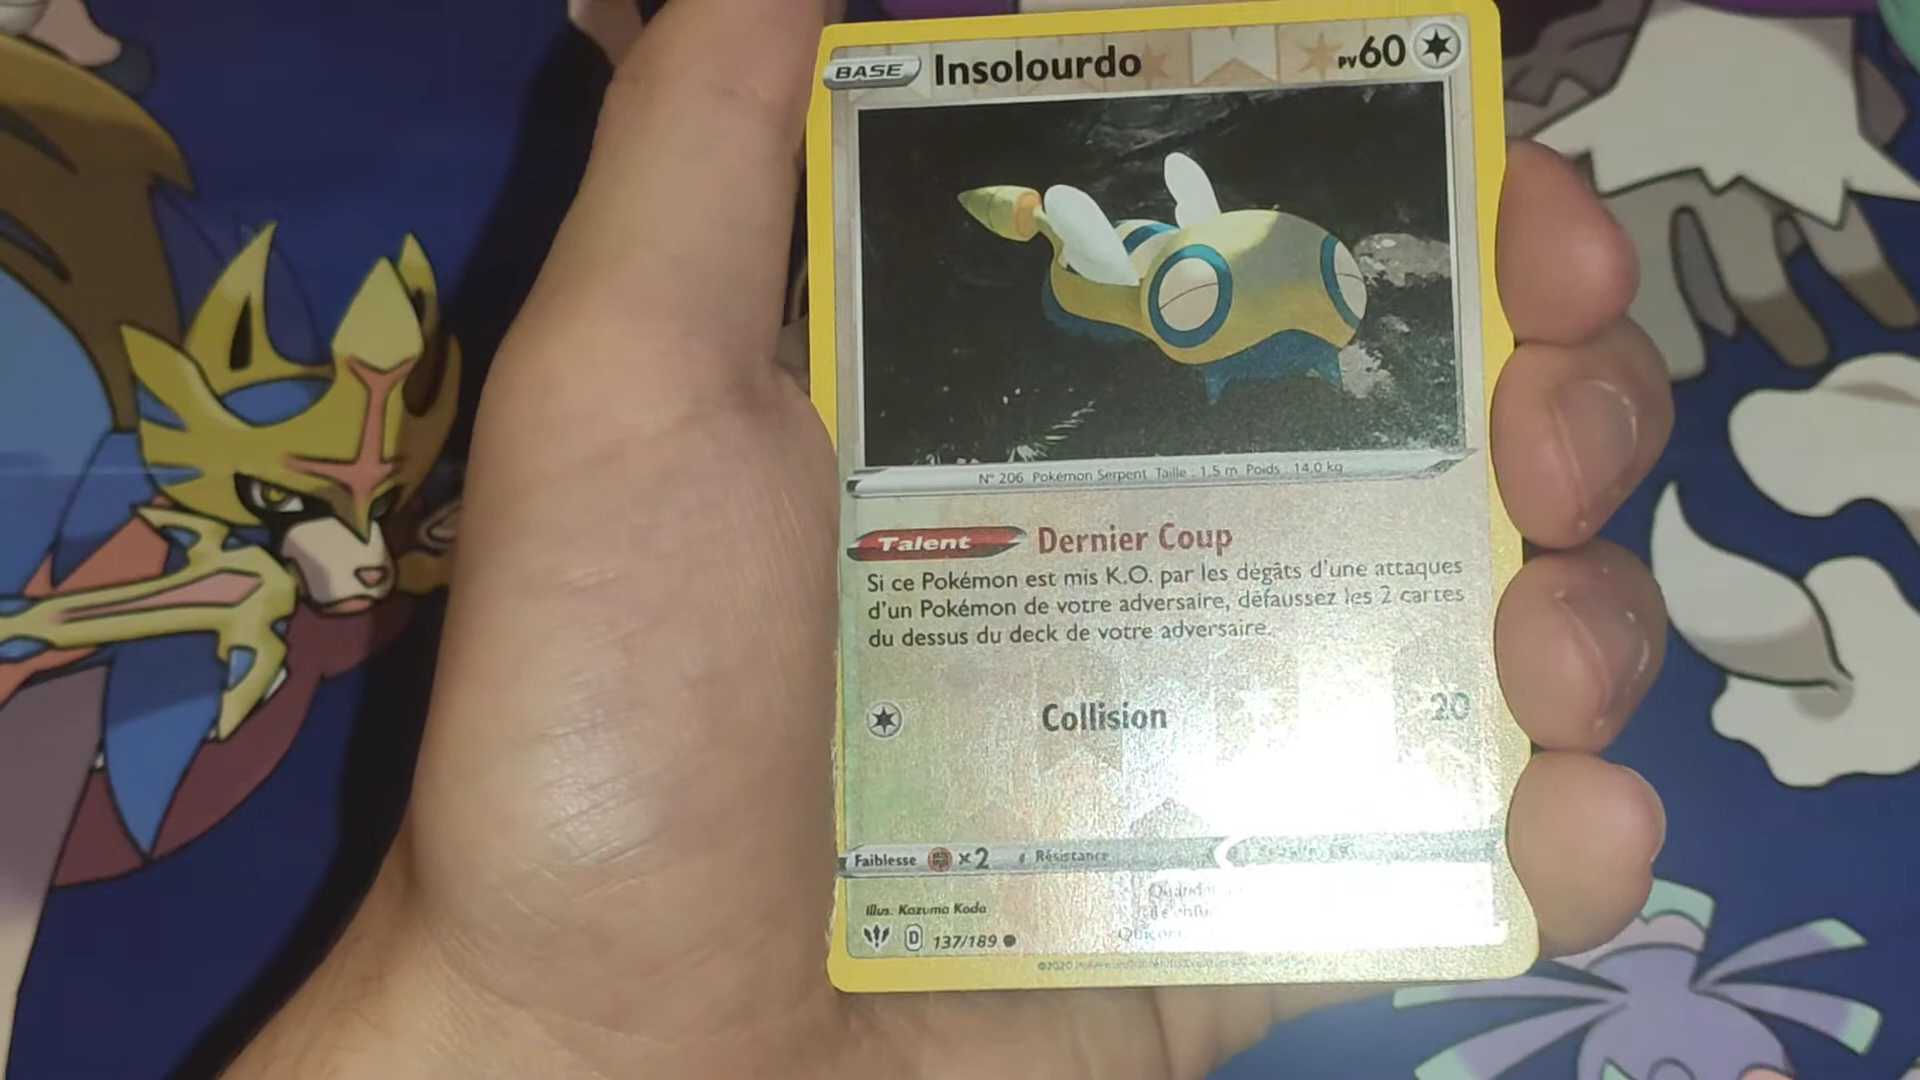 BASE Insolourdo PV60
N° 206 Pokémon Serpent Taille : 1,5 m Poids : 14,0 kg
Talent Dernier Coup
Si ce Pokémon est mis K.O. par les dégâts d'une attaques
d'un Pokémon de votre adversaire, défaussez les 2 cartes
du dessus du deck de votre adversaire.
Collision 20
Faiblesse ×2 Résistance
Illus. Kazuma Koda
D 137/189
©2020